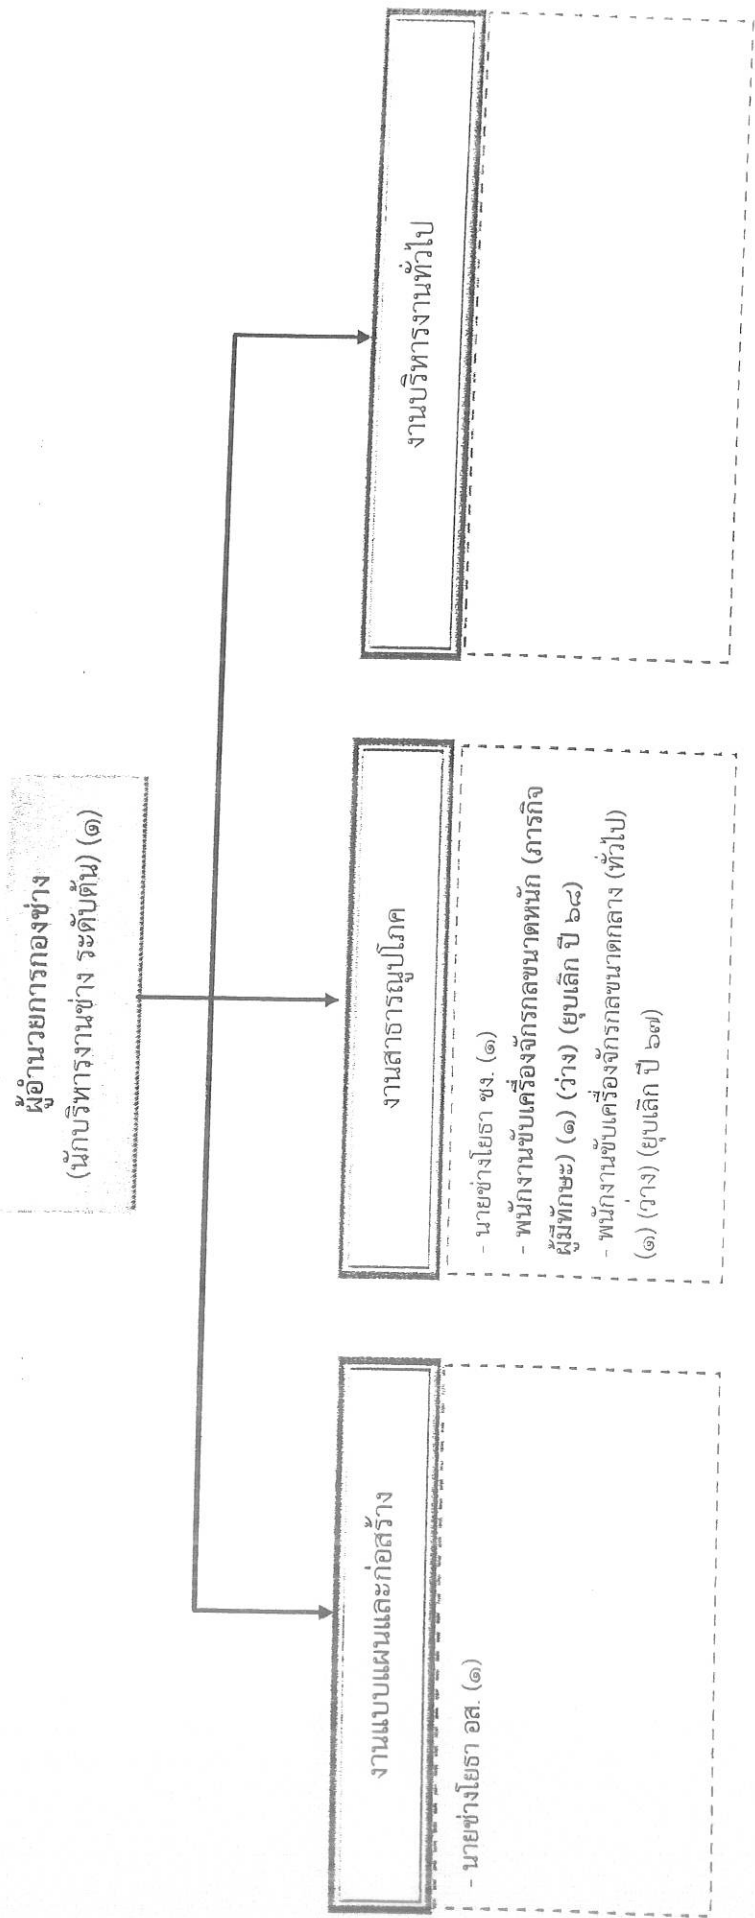 ผู้อำนวยการกองช่าง
(นักบริหารงานช่าง ระดับต้น) (๑)
งานแบบแผนและก่อสร้าง
- นายช่างโยธา อส. (๑)
งานสาธารณูปโภค
- นายช่างโยธา ชง. (๑)
- พนักงานขับเครื่องจักรกลขนาดหนัก (ภารกิจ
ผู้มีทักษะ) (๑) (ว่าง) (ยุบเลิก ปี ๖๘)
- พนักงานขับเครื่องจักรกลขนาดกลาง (ทั่วไป)
(๑) (ว่าง) (ยุบเลิก ปี ๖๗)
งานบริหารงานทั่วไป